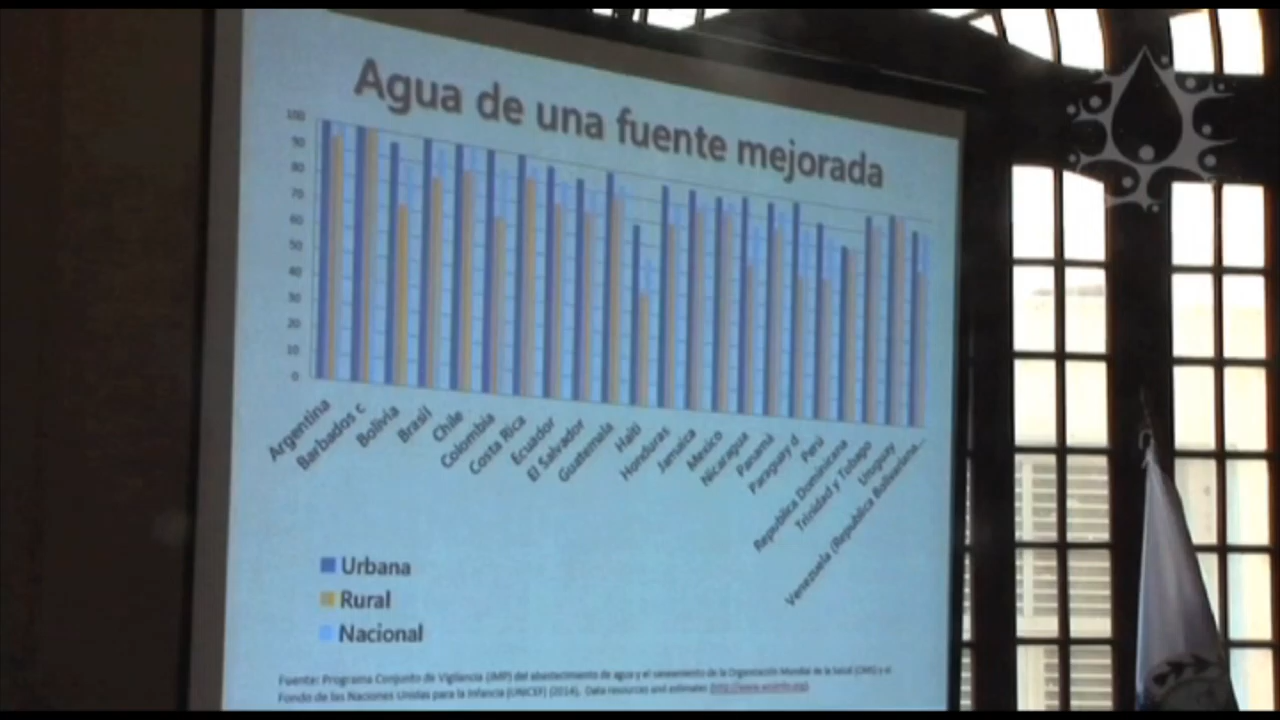 Agua de una fuente mejorada
100
90
80
70
60
50
40
30
20
10
0
Argentina
Barbados c
Bolivia
Brasil
Chile
Colombia
Costa Rica
Ecuador
El Salvador
Guatemala
Haiti
Honduras
Jamaica
Mexico
Nicaragua
Panamá
Paraguay d
Perú
Republica Dominicana
Trinidad y Tobago
Uruguay
Venezuela (Republica Bolivariana...
Urbana
Rural
Nacional
Fuente: Programa Conjunto de Vigilancia (JMP) del abastecimiento de agua y el saneamiento de la Organización Mundial de la Salud (OMS) y el
Fondo de las Naciones Unidas para la Infancia (UNICEF) (2014). Data resources and estimates